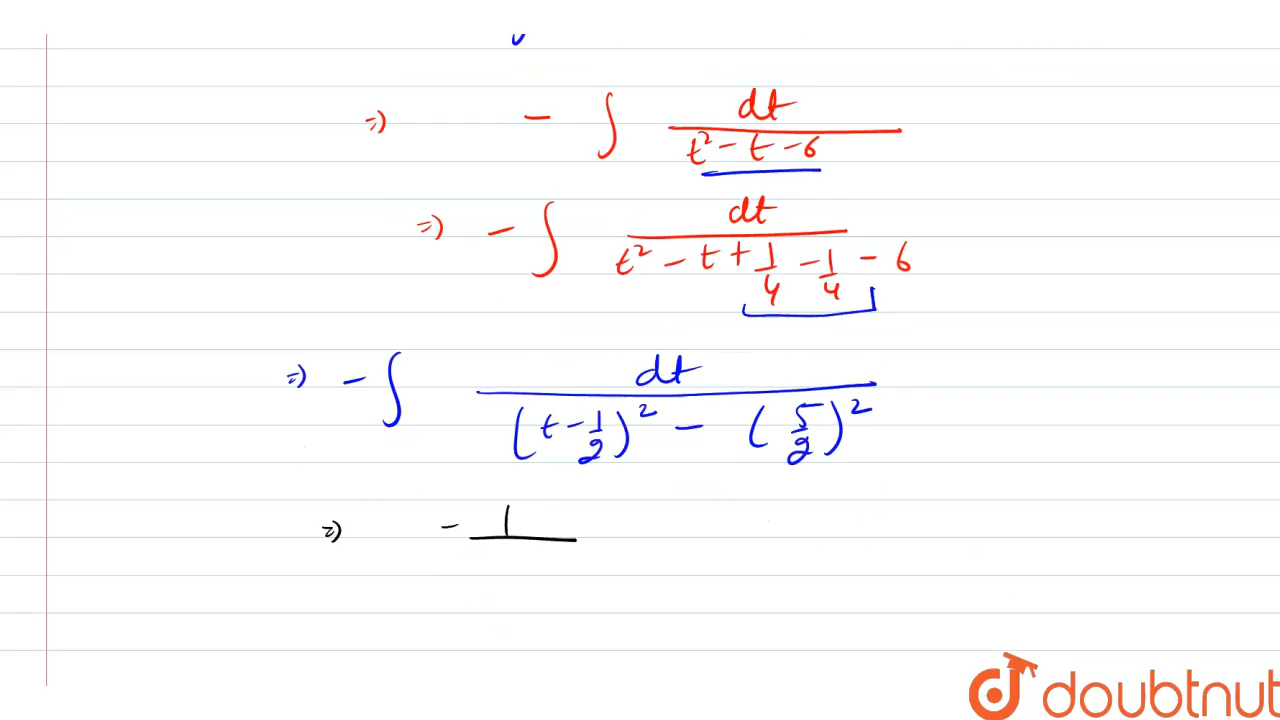 ⇒ - ∫ dt / (t² - t - 6)
⇒ - ∫ dt / (t² - t + 1/4 - 1/4 - 6)
⇒ - ∫ dt / ((t - 1/2)² - (5/2)²)
⇒ - 1/
doubtnut